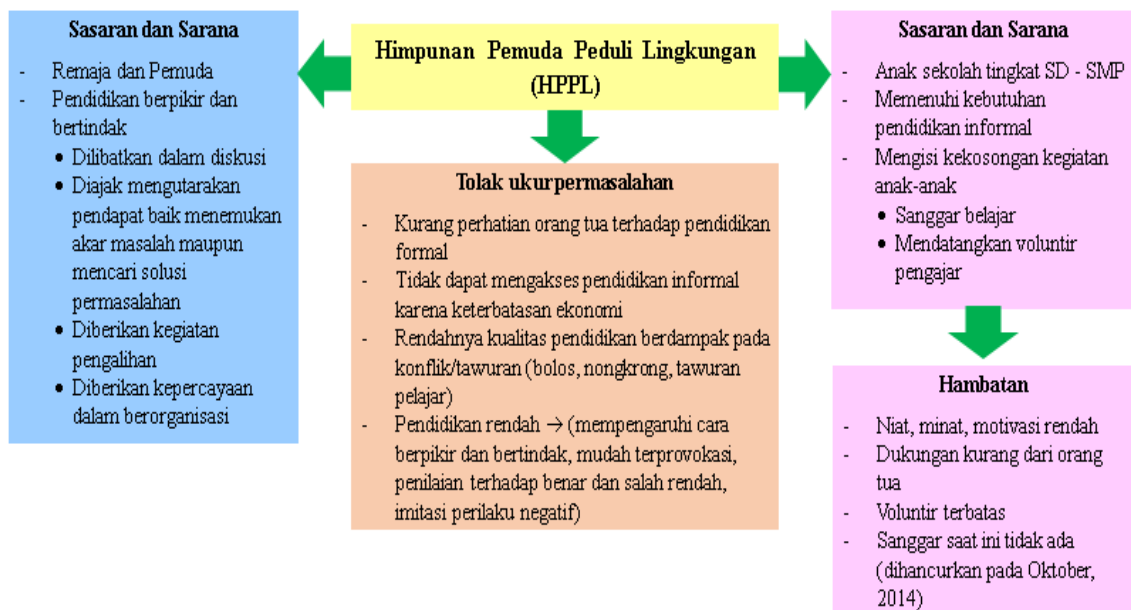 Himpunan Pemuda Peduli Lingkungan
(HPPL)
Sasaran dan Sarana
- Remaja dan Pemuda
- Pendidikan berpikir dan
bertindak
• Dilibatkan dalam diskusi
• Diajak mengutarakan
pendapat baik menemukan
akar masalah maupun
mencari solusi
permasalahan
• Diberikan kegiatan
pengalihan
• Diberikan kepercayaan
dalam berorganisasi
Tolak ukurpermasalahan
- Kurang perhatian orang tua terhadap pendidikan
formal
- Tidak dapat mengakses pendidikan informal
karena keterbatasan ekonomi
- Rendahnya kualitas pendidikan berdampak pada
konflik/tawuran (bolos, nongkrong, tawuran
pelajar)
- Pendidikan rendah → (mempengaruhi cara
berpikir dan bertindak, mudah terprovokasi,
penilaian terhadap benar dan salah rendah,
imitasi perilaku negatif)
Sasaran dan Sarana
- Anak sekolah tingkat SD - SMP
- Memenuhi kebutuhan
pendidikan informal
- Mengisi kekosongan kegiatan
anak-anak
• Sanggar belajar
• Mendatangkan voluntir
pengajar
Hambatan
- Niat, minat, motivasi rendah
- Dukungan kurang dari orang
tua
- Voluntir terbatas
- Sanggar saat ini tidak ada
(dihancurkan pada Oktober,
2014)